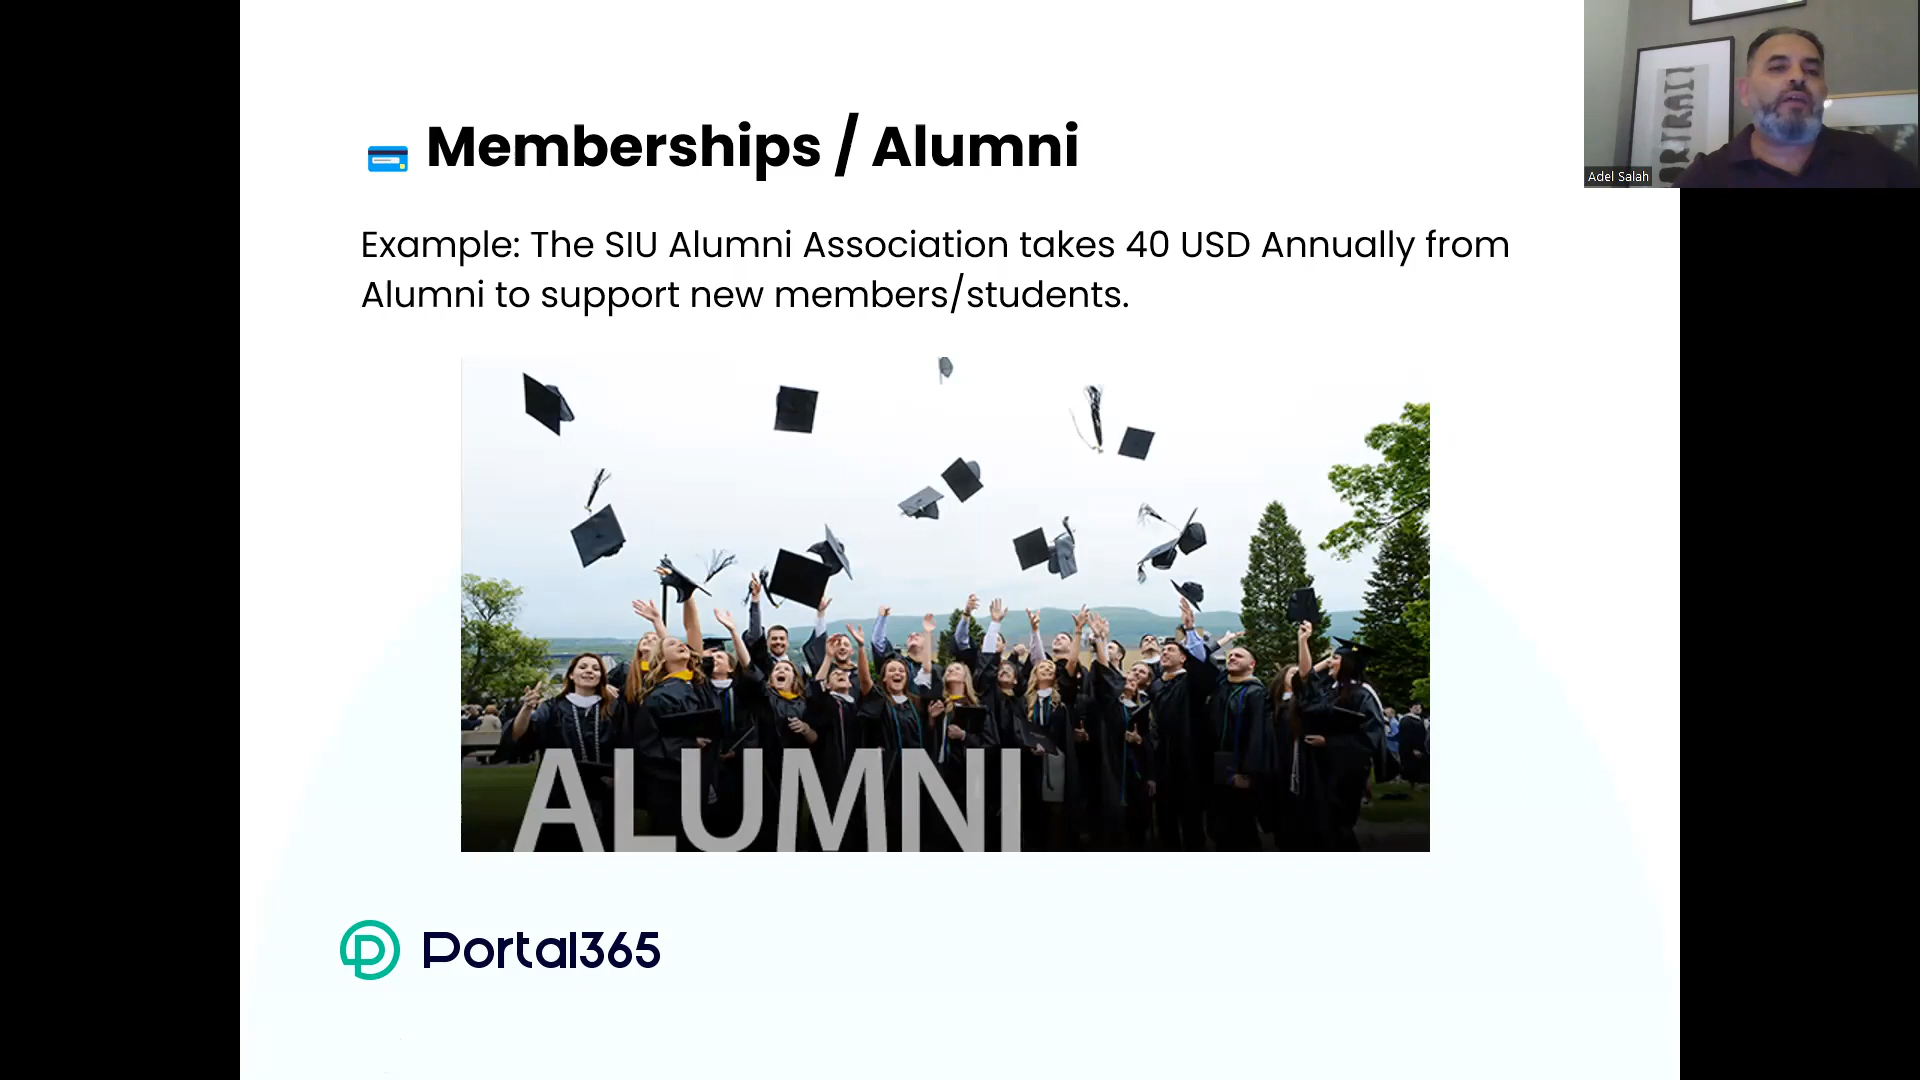 Memberships / Alumni
Adel Salah
Example: The SIU Alumni Association takes 40 USD Annually from
Alumni to support new members/students.
ALUMNI
Portal365